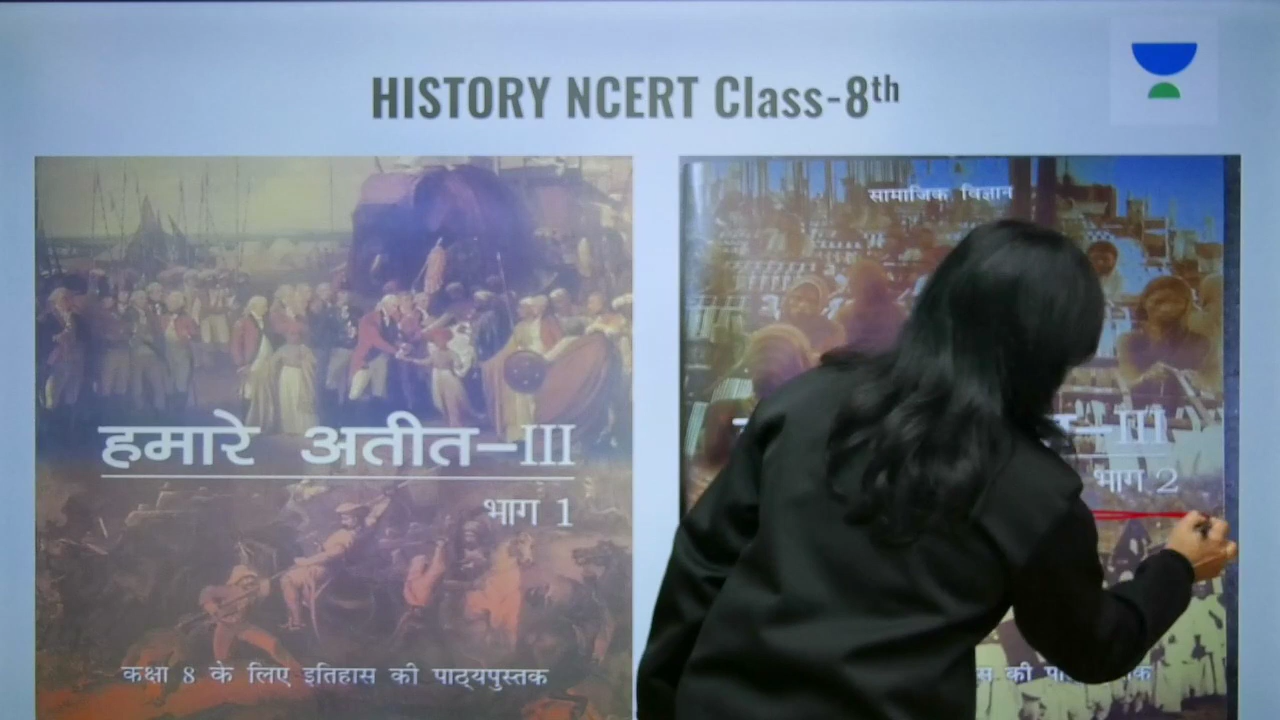 HISTORY NCERT Class-8th
हमारे अतीत-III
भाग 1
कक्षा 8 के लिए इतिहास की पाठ्यपुस्तक
सामाजिक विज्ञान
त-III
भाग 2
की